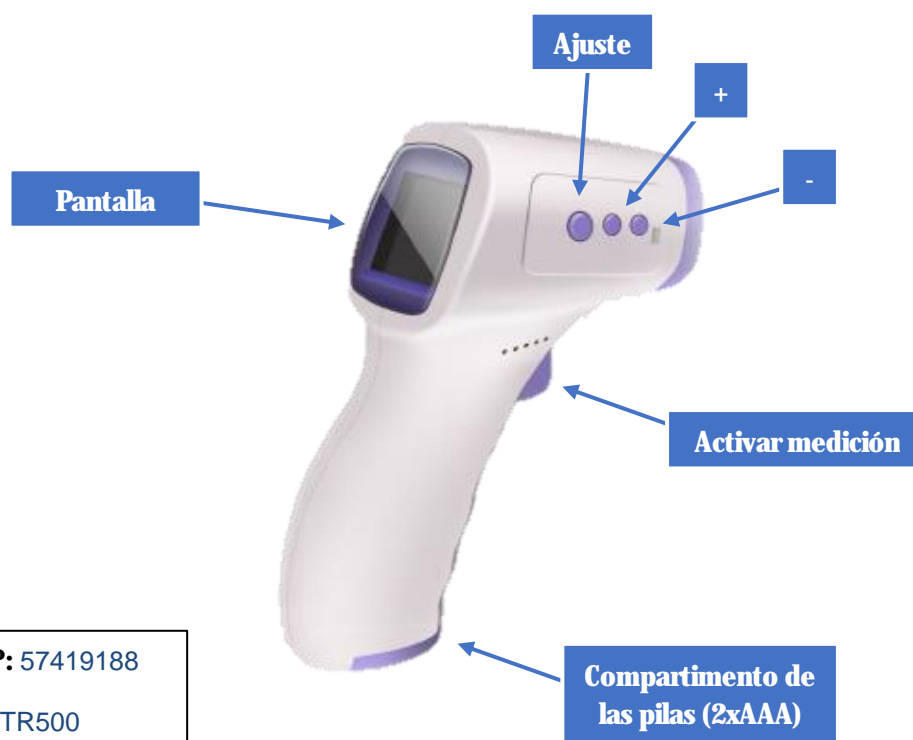 Ajuste
+
-
Pantalla
Activar medición
P: 57419188
TR500
Compartimento de
las pilas (2xAAA)